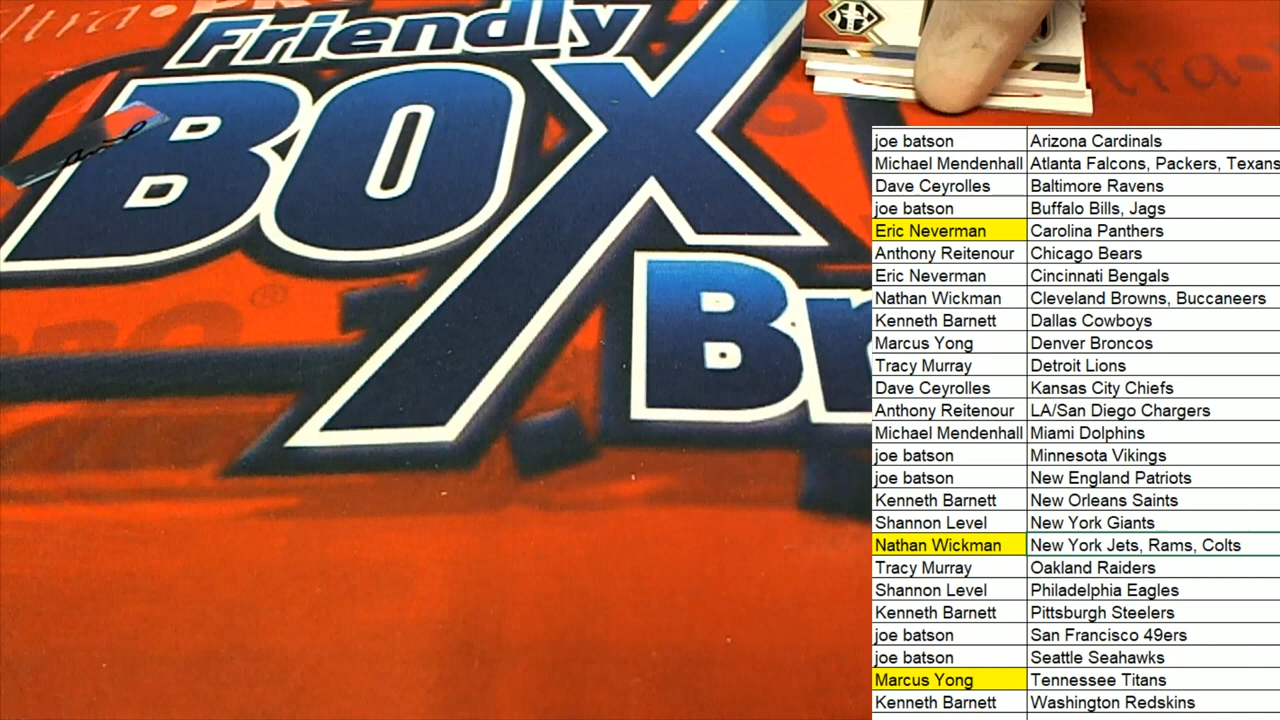 Friendly
BOX
Br
joe batson Arizona Cardinals
Michael Mendenhall Atlanta Falcons, Packers, Texans
Dave Ceyrolles Baltimore Ravens
joe batson Buffalo Bills, Jags
Eric Neverman Carolina Panthers
Anthony Reitenour Chicago Bears
Eric Neverman Cincinnati Bengals
Nathan Wickman Cleveland Browns, Buccaneers
Kenneth Barnett Dallas Cowboys
Marcus Yong Denver Broncos
Tracy Murray Detroit Lions
Dave Ceyrolles Kansas City Chiefs
Anthony Reitenour LA/San Diego Chargers
Michael Mendenhall Miami Dolphins
joe batson Minnesota Vikings
joe batson New England Patriots
Kenneth Barnett New Orleans Saints
Shannon Level New York Giants
Nathan Wickman New York Jets, Rams, Colts
Tracy Murray Oakland Raiders
Shannon Level Philadelphia Eagles
Kenneth Barnett Pittsburgh Steelers
joe batson San Francisco 49ers
joe batson Seattle Seahawks
Marcus Yong Tennessee Titans
Kenneth Barnett Washington Redskins